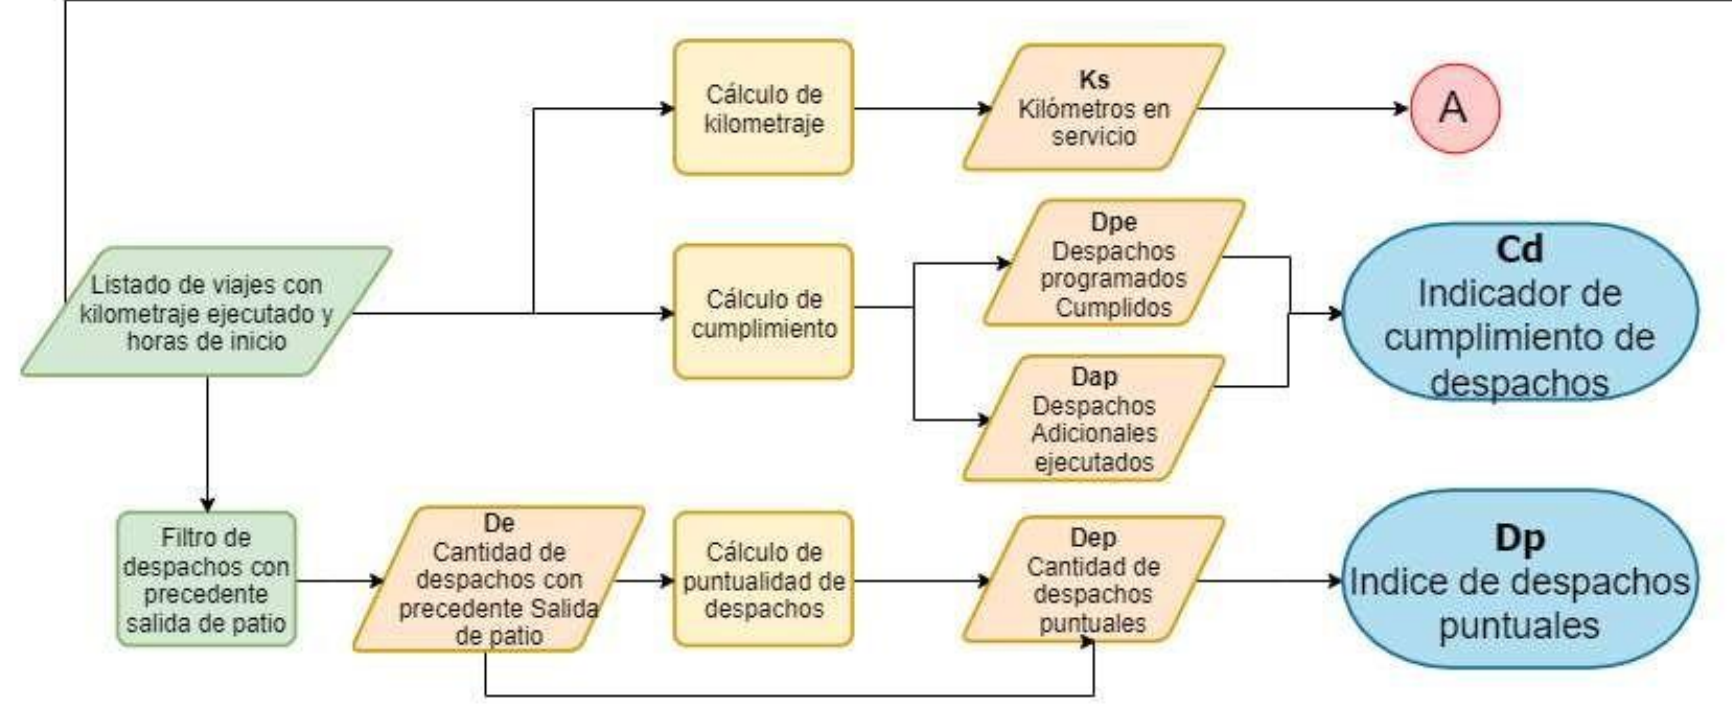 Cálculo de
kilometraje
Ks
Kilómetros en
servicio
A
Listado de viajes con
kilometraje ejecutado y
horas de inicio
Cálculo de
cumplimiento
Dpe
Despachos
programados
Cumplidos
Dap
Despachos
Adicionales
ejecutados
Cd
Indicador de
cumplimiento de
despachos
Filtro de
despachos con
precedente
salida de patio
De
Cantidad de
despachos con
precedente Salida
de patio
Cálculo de
puntualidad de
despachos
Dep
Cantidad de
despachos
puntuales
Dp
Indice de despachos
puntuales